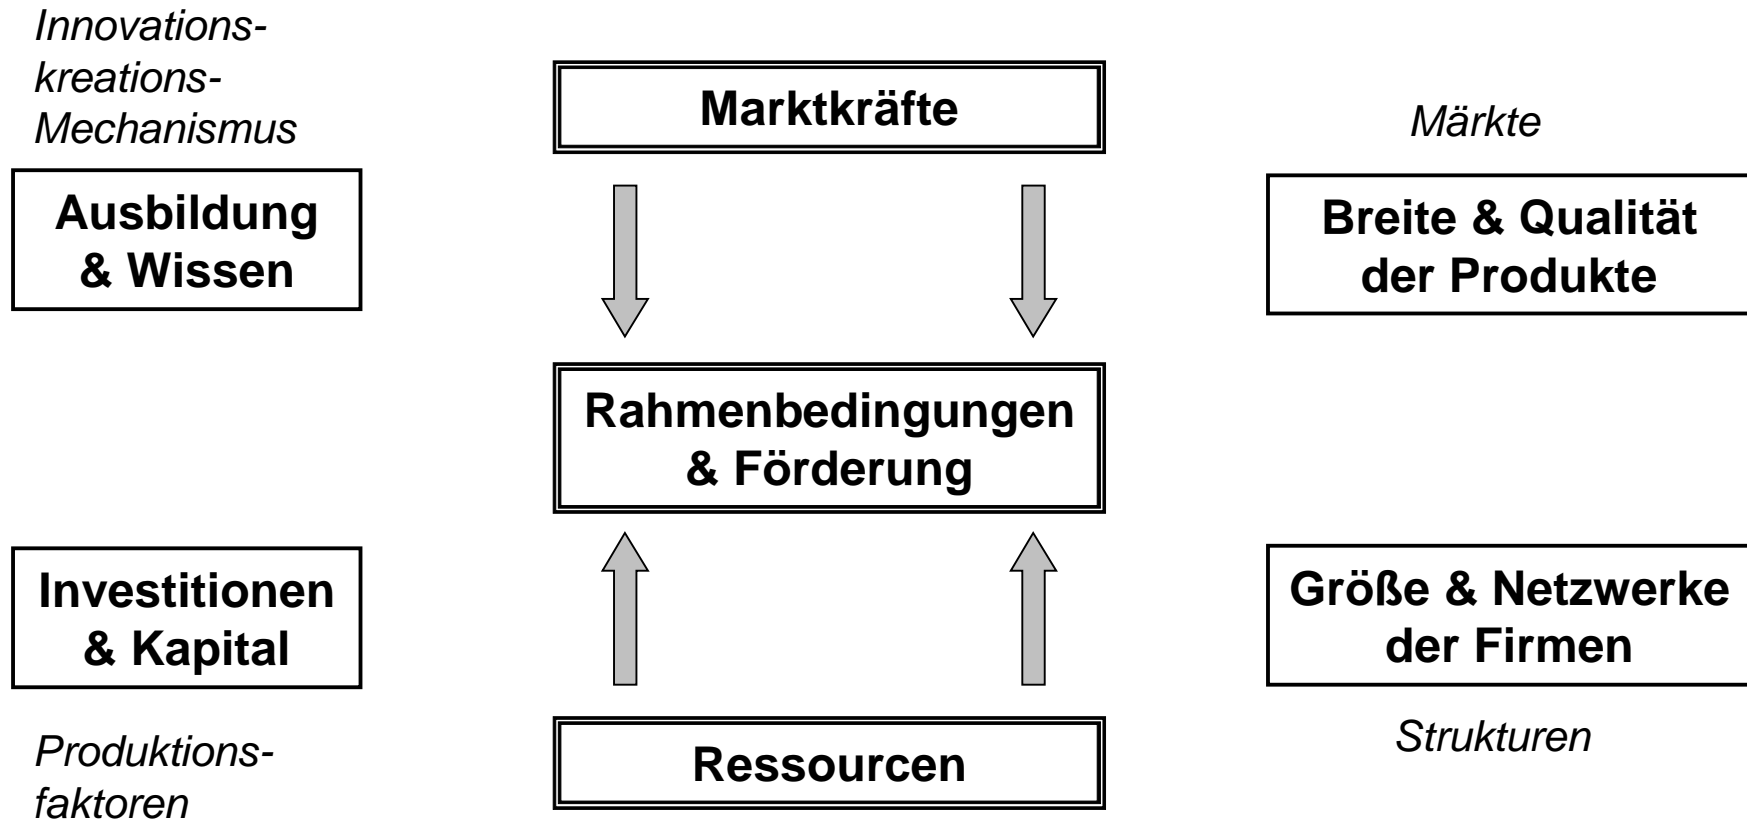 Innovations-
kreations-
Mechanismus
Ausbildung
& Wissen
Investitionen
& Kapital
Produktions-
faktoren
Marktkräfte
Rahmenbedingungen
& Förderung
Ressourcen
Märkte
Breite & Qualität
der Produkte
Größe & Netzwerke
der Firmen
Strukturen